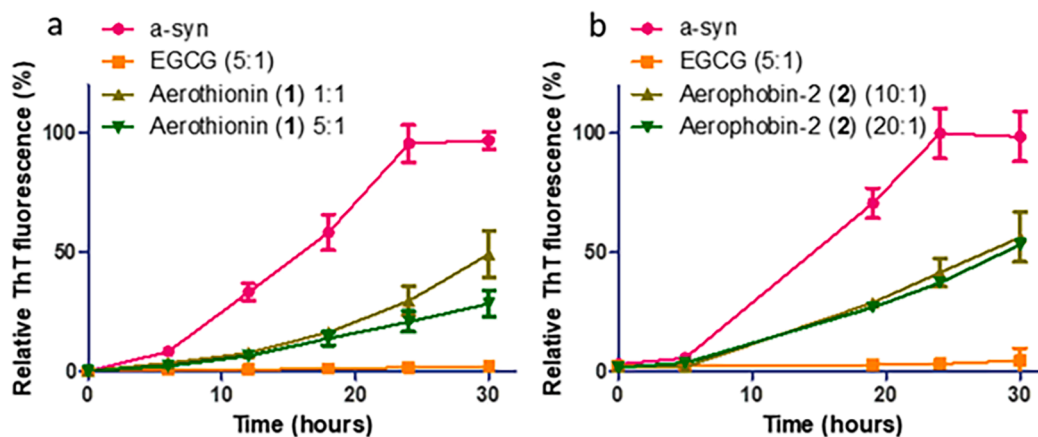 a
a-syn
EGCG (5:1)
Aerothionin (1) 1:1
Aerothionin (1) 5:1
Relative ThT fluorescence (%)
100
50
0
0
10
20
30
Time (hours)
b
a-syn
EGCG (5:1)
Aerophobin-2 (2) (10:1)
Aerophobin-2 (2) (20:1)
Relative ThT fluorescence (%)
100
50
0
0
10
20
30
Time (hours)